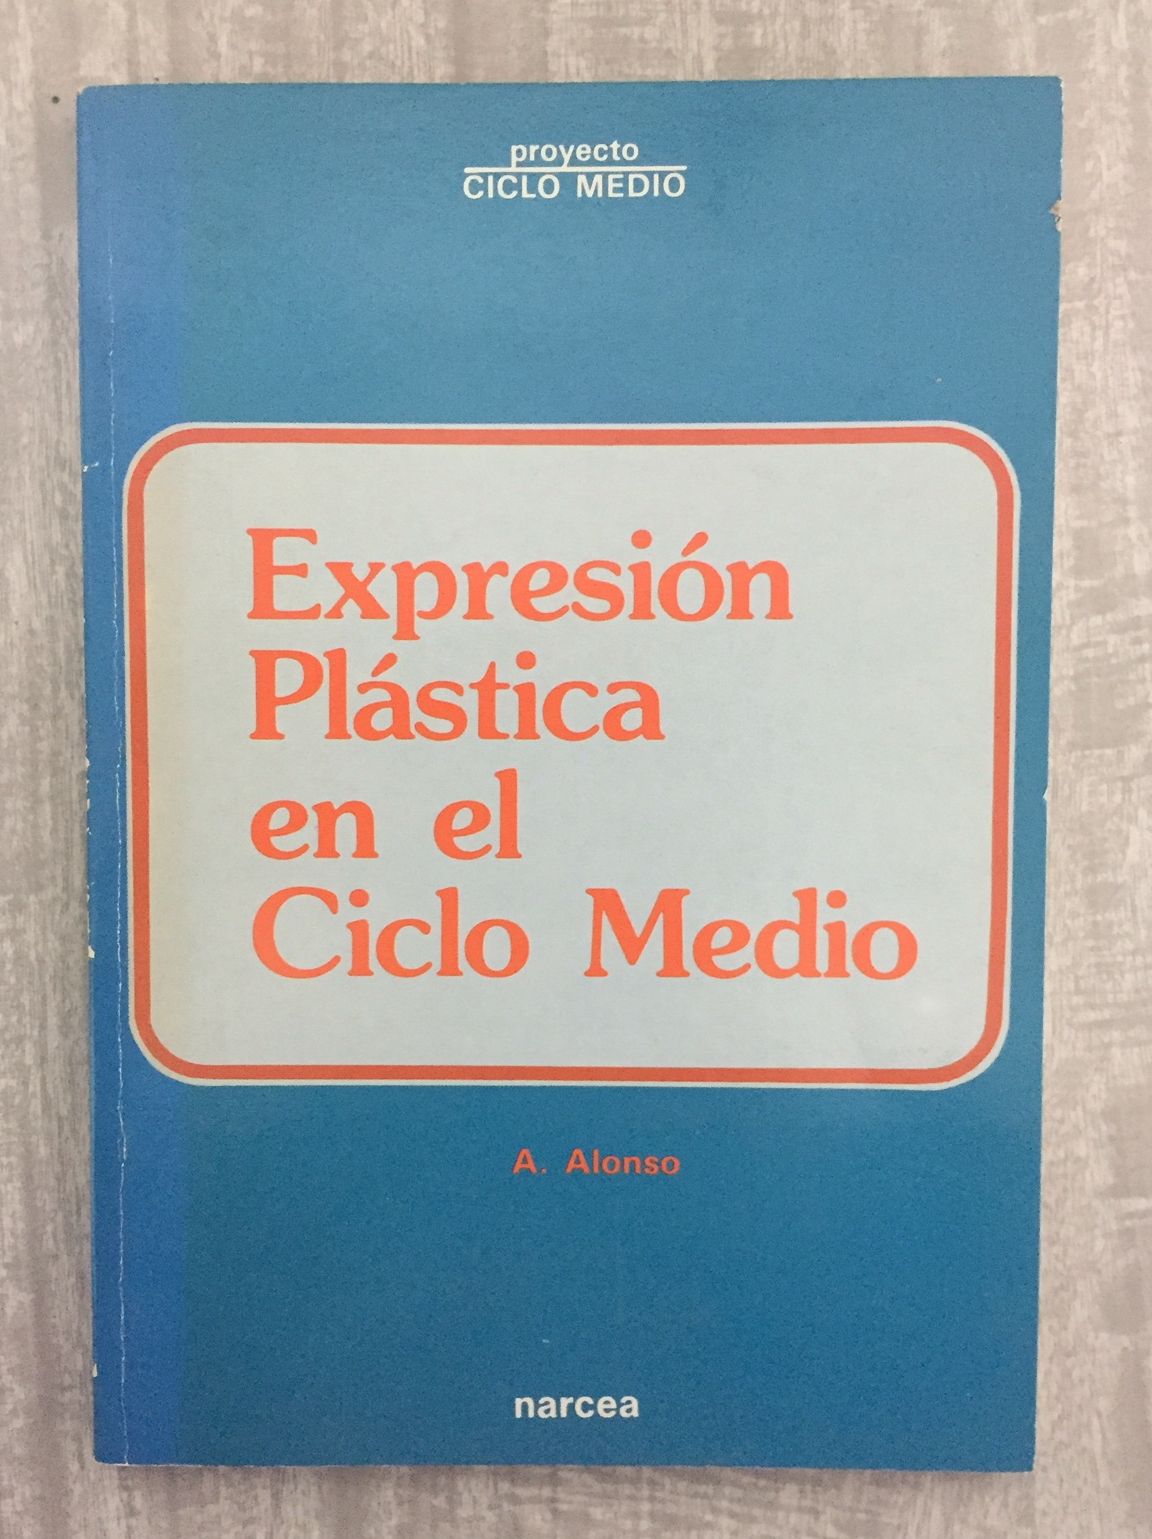 proyecto
CICLO MEDIO
Expresión
Plástica
en el
Ciclo Medio
A. Alonso
narcea